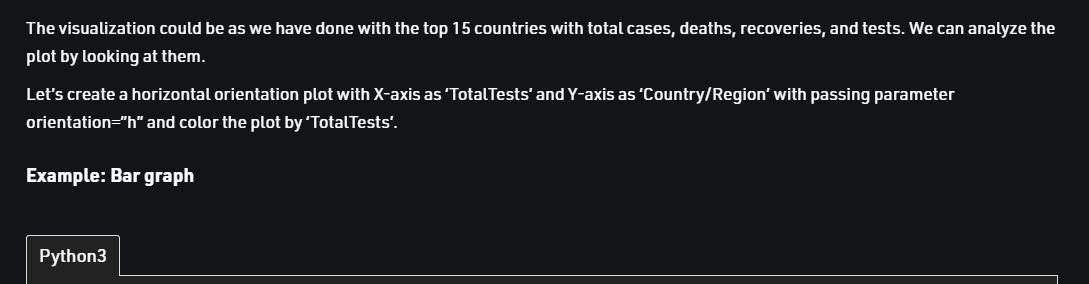 The visualization could be as we have done with the top 15 countries with total cases, deaths, recoveries, and tests. We can analyze the
plot by looking at them.
Let’s create a horizontal orientation plot with X-axis as ‘TotalTests’ and Y-axis as ‘Country/Region’ with passing parameter
orientation=”h” and color the plot by ‘TotalTests’.
Example: Bar graph
Python3